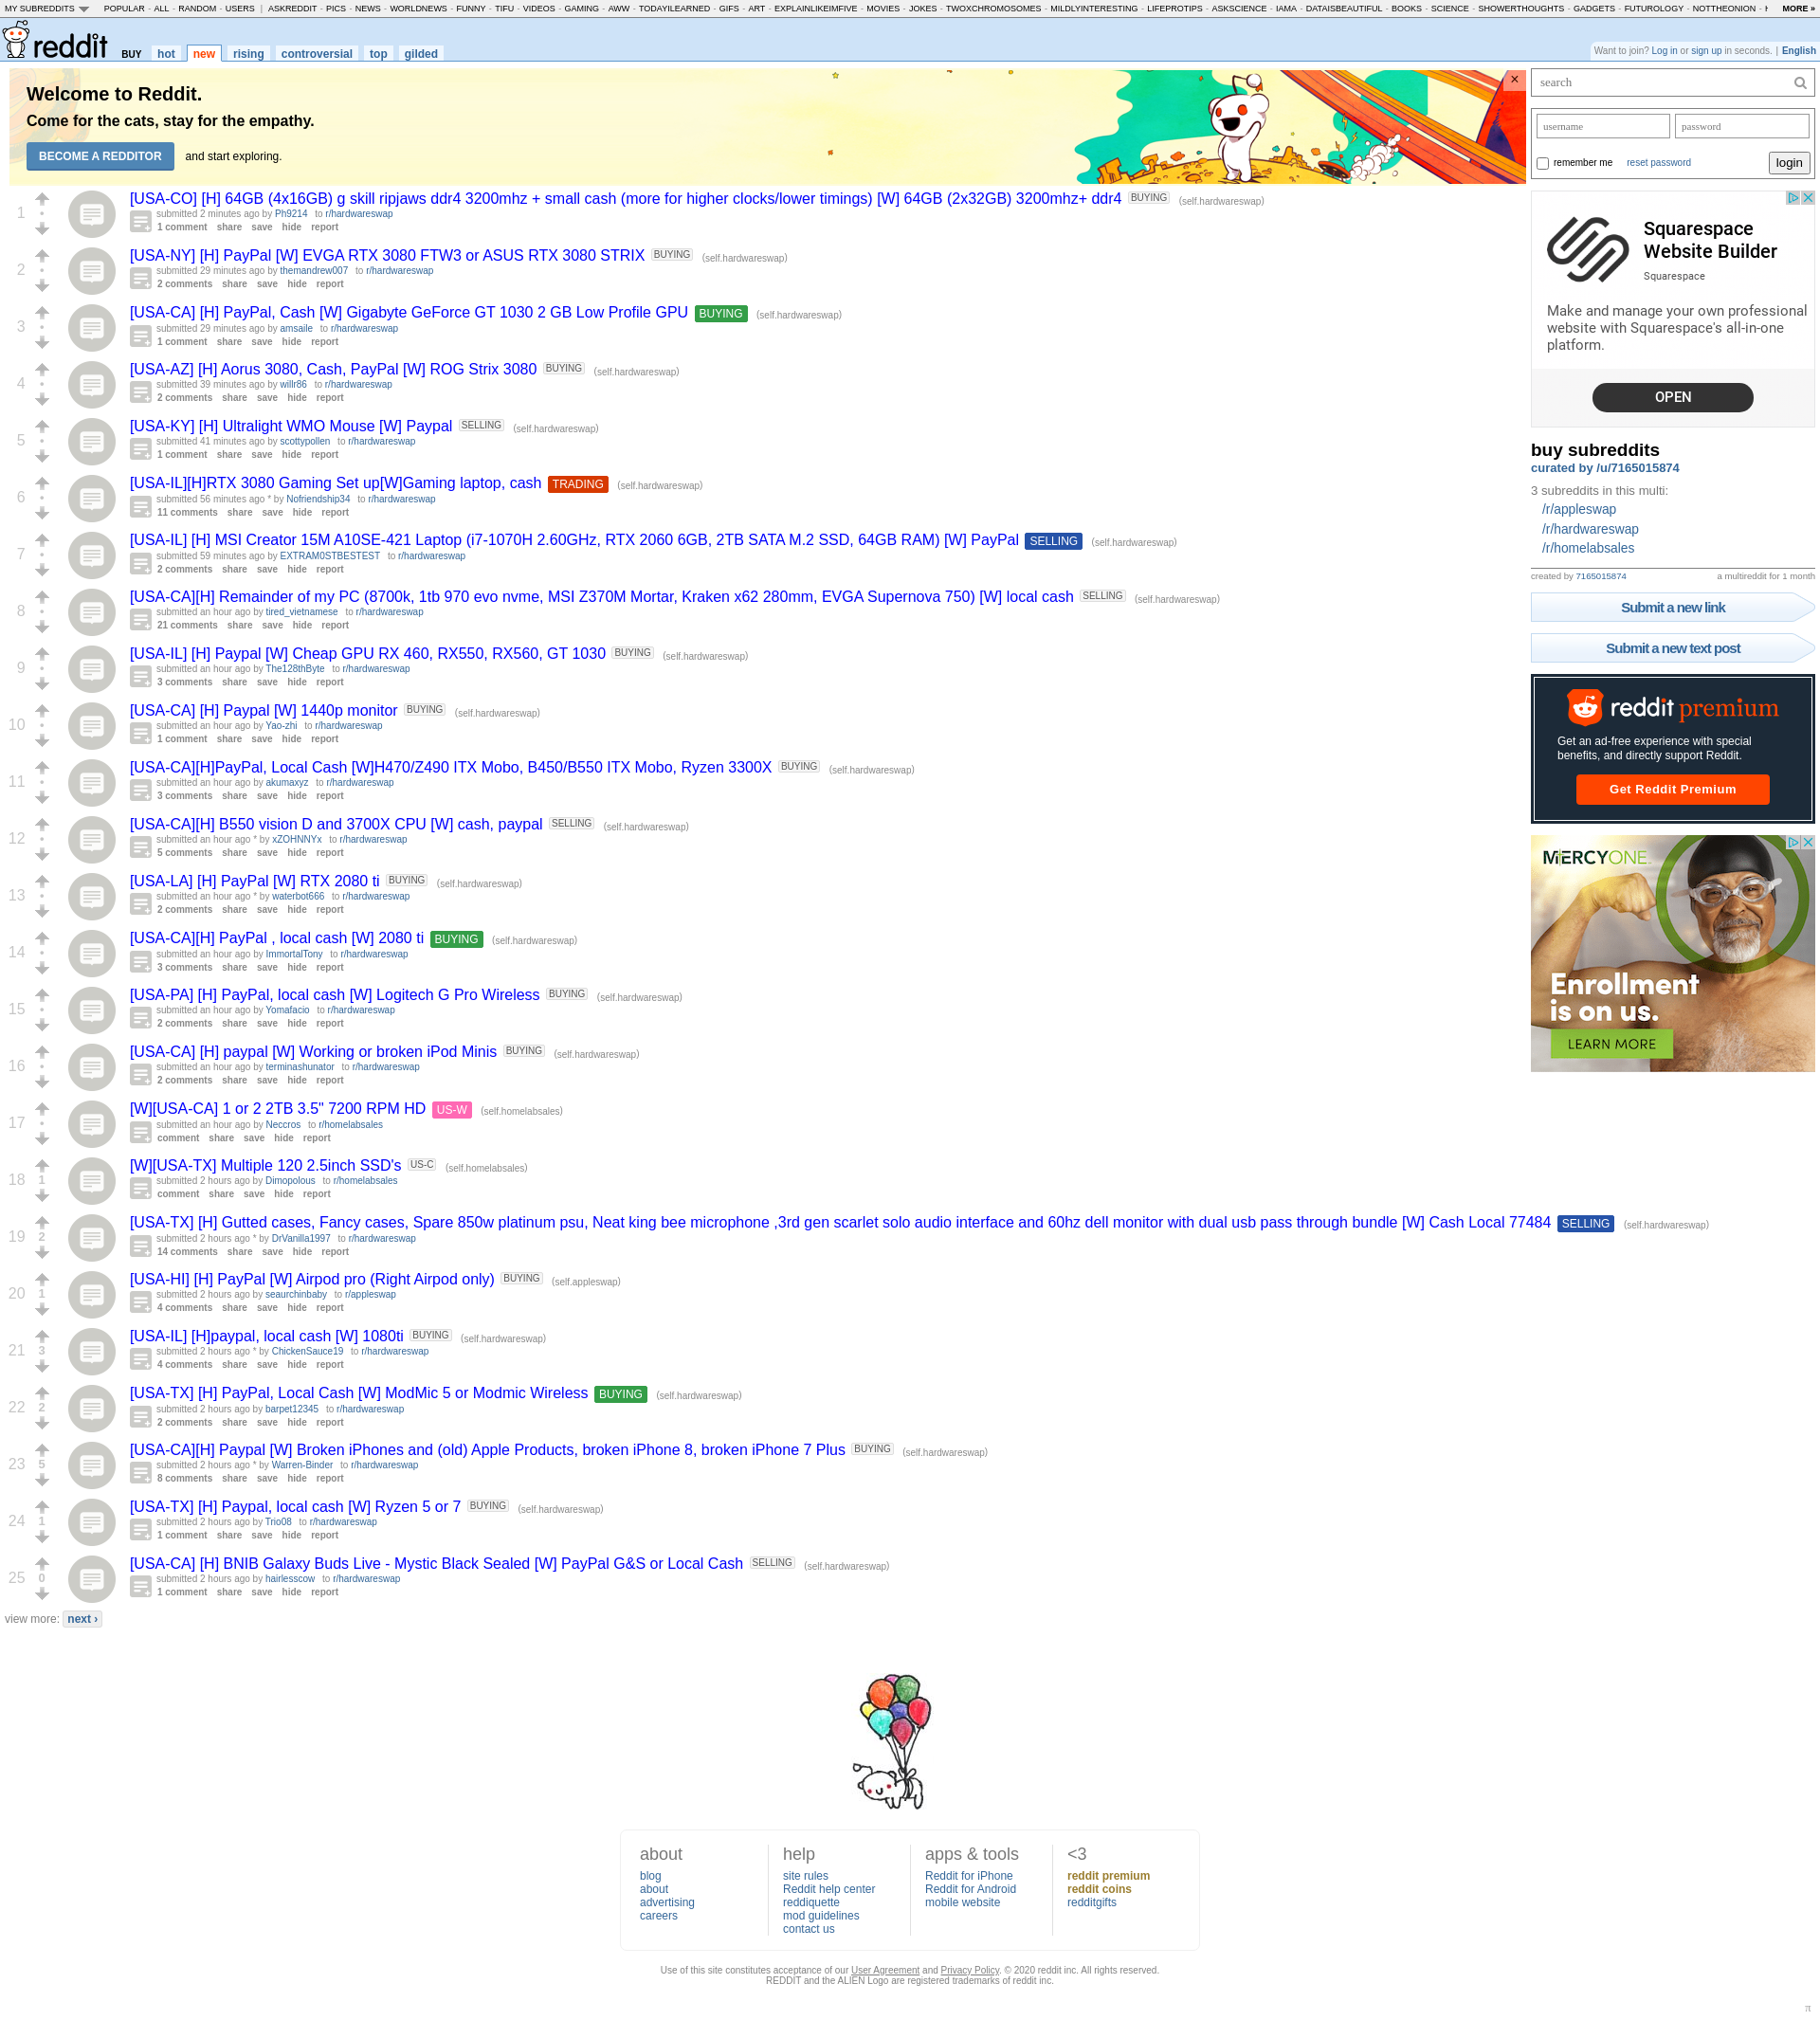 MY SUBREDDITS POPULAR - ALL - RANDOM - USERS | ASKREDDIT - PICS - NEWS - WORLDNEWS - FUNNY - TIFU - VIDEOS - GAMING - AWW - TODAYILEARNED - GIFS - ART - EXPLAINLIKEIMFIVE - MOVIES - JOKES - TWOXCHROMOSOMES - MILDLYINTERESTING - LIFEPROTIPS - ASKSCIENCE - IAMA - DATAISBEAUTIFUL - BOOKS - SCIENCE - SHOWERTHOUGHTS - GADGETS - FUTUROLOGY - NOTTHEONION - MORE »
reddit BUY hot new rising controversial top gilded
Want to join? Log in or sign up in seconds. | English
Welcome to Reddit.
Come for the cats, stay for the empathy.
BECOME A REDDITOR and start exploring.
×
1 [USA-CO] [H] 64GB (4x16GB) g skill ripjaws ddr4 3200mhz + small cash (more for higher clocks/lower timings) [W] 64GB (2x32GB) 3200mhz+ ddr4 BUYING (self.hardwareswap)
submitted 2 minutes ago by Ph9214 to r/hardwareswap
1 comment share save hide report
2 [USA-NY] [H] PayPal [W] EVGA RTX 3080 FTW3 or ASUS RTX 3080 STRIX BUYING (self.hardwareswap)
submitted 29 minutes ago by themandrew007 to r/hardwareswap
2 comments share save hide report
3 [USA-CA] [H] PayPal, Cash [W] Gigabyte GeForce GT 1030 2 GB Low Profile GPU BUYING (self.hardwareswap)
submitted 29 minutes ago by amsaile to r/hardwareswap
1 comment share save hide report
4 [USA-AZ] [H] Aorus 3080, Cash, PayPal [W] ROG Strix 3080 BUYING (self.hardwareswap)
submitted 39 minutes ago by willr86 to r/hardwareswap
2 comments share save hide report
5 [USA-KY] [H] Ultralight WMO Mouse [W] Paypal SELLING (self.hardwareswap)
submitted 41 minutes ago by scottypollen to r/hardwareswap
1 comment share save hide report
6 [USA-IL][H]RTX 3080 Gaming Set up[W]Gaming laptop, cash TRADING (self.hardwareswap)
submitted 56 minutes ago * by Nofriendship34 to r/hardwareswap
11 comments share save hide report
7 [USA-IL] [H] MSI Creator 15M A10SE-421 Laptop (i7-1070H 2.60GHz, RTX 2060 6GB, 2TB SATA M.2 SSD, 64GB RAM) [W] PayPal SELLING (self.hardwareswap)
submitted 59 minutes ago by EXTRAM0STBESTEST to r/hardwareswap
2 comments share save hide report
8 [USA-CA][H] Remainder of my PC (8700k, 1tb 970 evo nvme, MSI Z370M Mortar, Kraken x62 280mm, EVGA Supernova 750) [W] local cash SELLING (self.hardwareswap)
submitted an hour ago by tired_vietnamese to r/hardwareswap
21 comments share save hide report
9 [USA-IL] [H] Paypal [W] Cheap GPU RX 460, RX550, RX560, GT 1030 BUYING (self.hardwareswap)
submitted an hour ago by The128thByte to r/hardwareswap
3 comments share save hide report
10 [USA-CA] [H] Paypal [W] 1440p monitor BUYING (self.hardwareswap)
submitted an hour ago by Yao-zhi to r/hardwareswap
1 comment share save hide report
11 [USA-CA][H]PayPal, Local Cash [W]H470/Z490 ITX Mobo, B450/B550 ITX Mobo, Ryzen 3300X BUYING (self.hardwareswap)
submitted an hour ago by akumaxyz to r/hardwareswap
3 comments share save hide report
12 [USA-CA][H] B550 vision D and 3700X CPU [W] cash, paypal SELLING (self.hardwareswap)
submitted an hour ago * by xZOHNNYx to r/hardwareswap
5 comments share save hide report
13 [USA-LA] [H] PayPal [W] RTX 2080 ti BUYING (self.hardwareswap)
submitted an hour ago * by waterbot666 to r/hardwareswap
2 comments share save hide report
14 [USA-CA][H] PayPal , local cash [W] 2080 ti BUYING (self.hardwareswap)
submitted an hour ago by ImmortalTony to r/hardwareswap
3 comments share save hide report
15 [USA-PA] [H] PayPal, local cash [W] Logitech G Pro Wireless BUYING (self.hardwareswap)
submitted an hour ago by Yomafacio to r/hardwareswap
2 comments share save hide report
16 [USA-CA] [H] paypal [W] Working or broken iPod Minis BUYING (self.hardwareswap)
submitted an hour ago by terminashunator to r/hardwareswap
2 comments share save hide report
17 [W][USA-CA] 1 or 2 2TB 3.5" 7200 RPM HD US-W (self.homelabsales)
submitted an hour ago by Neccros to r/homelabsales
comment share save hide report
18 1 [W][USA-TX] Multiple 120 2.5inch SSD's US-C (self.homelabsales)
submitted 2 hours ago by Dimopolous to r/homelabsales
comment share save hide report
19 2 [USA-TX] [H] Gutted cases, Fancy cases, Spare 850w platinum psu, Neat king bee microphone ,3rd gen scarlet solo audio interface and 60hz dell monitor with dual usb pass through bundle [W] Cash Local 77484 SELLING (self.hardwareswap)
submitted 2 hours ago * by DrVanilla1997 to r/hardwareswap
14 comments share save hide report
20 1 [USA-HI] [H] PayPal [W] Airpod pro (Right Airpod only) BUYING (self.appleswap)
submitted 2 hours ago by seaurchinbaby to r/appleswap
4 comments share save hide report
21 3 [USA-IL] [H]paypal, local cash [W] 1080ti BUYING (self.hardwareswap)
submitted 2 hours ago * by ChickenSauce19 to r/hardwareswap
4 comments share save hide report
22 2 [USA-TX] [H] PayPal, Local Cash [W] ModMic 5 or Modmic Wireless BUYING (self.hardwareswap)
submitted 2 hours ago by barpet12345 to r/hardwareswap
2 comments share save hide report
23 5 [USA-CA][H] Paypal [W] Broken iPhones and (old) Apple Products, broken iPhone 8, broken iPhone 7 Plus BUYING (self.hardwareswap)
submitted 2 hours ago * by Warren-Binder to r/hardwareswap
8 comments share save hide report
24 1 [USA-TX] [H] Paypal, local cash [W] Ryzen 5 or 7 BUYING (self.hardwareswap)
submitted 2 hours ago by Trio08 to r/hardwareswap
1 comment share save hide report
25 0 [USA-CA] [H] BNIB Galaxy Buds Live - Mystic Black Sealed [W] PayPal G&S or Local Cash SELLING (self.hardwareswap)
submitted 2 hours ago by hairlesscow to r/hardwareswap
1 comment share save hide report
view more: next ›
search
username password
remember me reset password login
Squarespace
Website Builder
Squarespace
Make and manage your own professional
website with Squarespace's all-in-one
platform.
OPEN
buy subreddits
curated by /u/7165015874
3 subreddits in this multi:
/r/appleswap
/r/hardwareswap
/r/homelabsales
created by 7165015874 a multireddit for 1 month
Submit a new link
Submit a new text post
reddit premium
Get an ad-free experience with special
benefits, and directly support Reddit.
Get Reddit Premium
MERCYONE
Enrollment
is on us.
LEARN MORE
about help apps & tools <3
blog site rules Reddit for iPhone reddit premium
about Reddit help center Reddit for Android reddit coins
advertising reddiquette mobile website redditgifts
careers mod guidelines
contact us
Use of this site constitutes acceptance of our User Agreement and Privacy Policy. © 2020 reddit inc. All rights reserved.
REDDIT and the ALIEN Logo are registered trademarks of reddit inc.
π